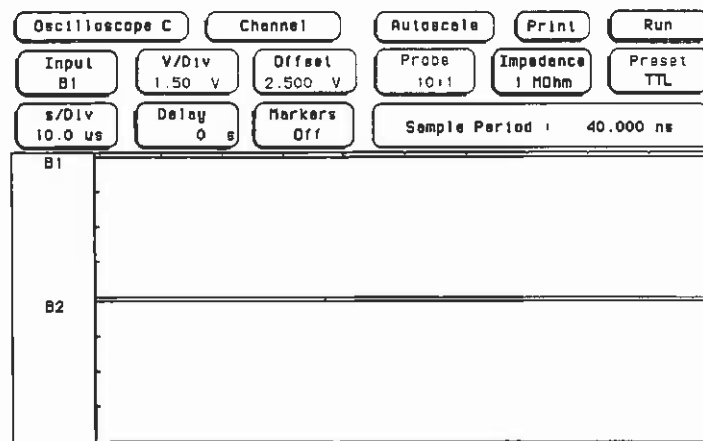 Oscilloscope C Channel Autoscale Print Run
Input V/Div Offset Probe Impedance Preset
B1 1.50 V 2.500 V 10:1 1 MOhm TTL
s/Div Delay Markers Sample Period : 40.000 ns
10.0 us 0 s Off
B1
B2